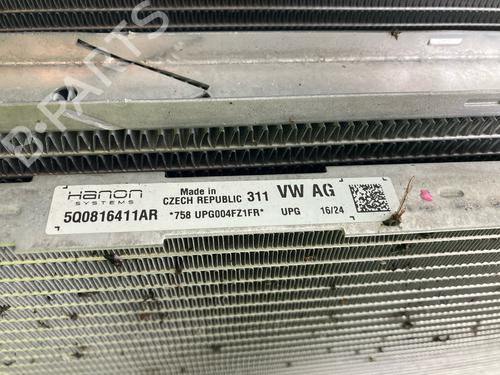 B-PARTS
Hanon SYSTEMS
Made in CZECH REPUBLIC 311 VW AG
5Q0816411AR *758 UPG004FZ1FR* UPG 16/24